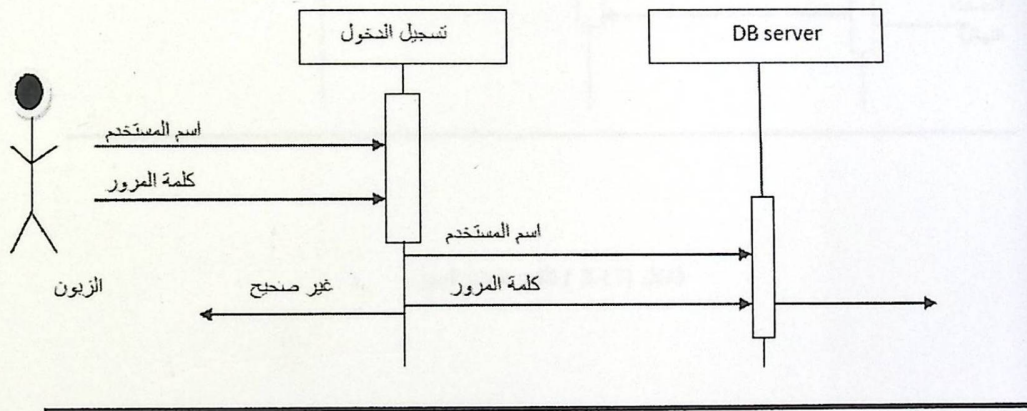 تسجيل الدخول
DB server
اسم المستخدم
كلمة المرور
اسم المستخدم
كلمة المرور
غير صحيح
الزبون